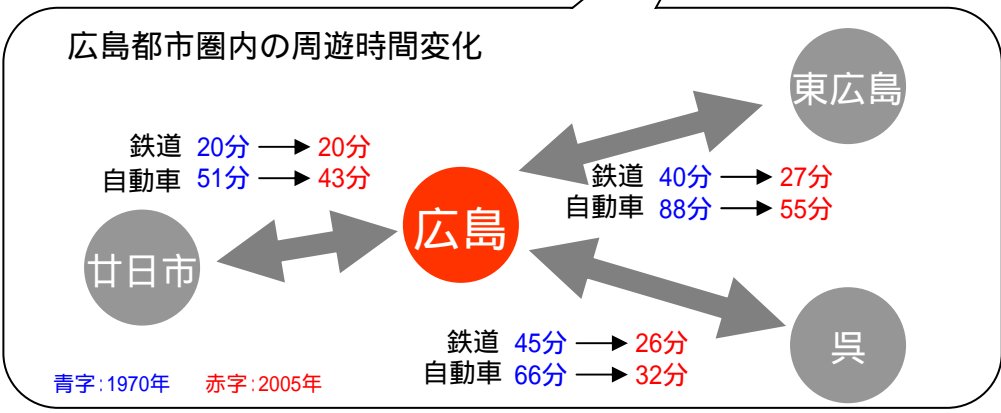 広島都市圏内の周遊時間変化
東広島
鉄道 20分 → 20分
自動車 51分 → 43分
鉄道 40分 → 27分
自動車 88分 → 55分
広島
廿日市
鉄道 45分 → 26分
自動車 66分 → 32分
呉
青字:1970年 赤字:2005年